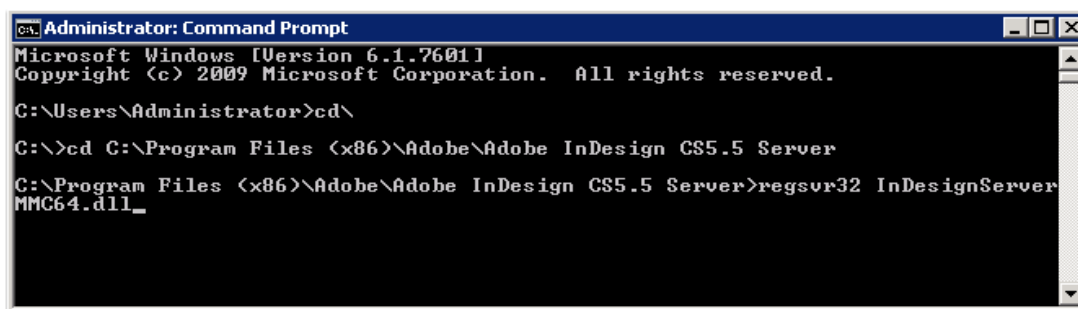 Administrator: Command Prompt
Microsoft Windows [Version 6.1.7601]
Copyright (c) 2009 Microsoft Corporation.  All rights reserved.
C:\Users\Administrator>cd\
C:\>cd C:\Program Files (x86)\Adobe\Adobe InDesign CS5.5 Server
C:\Program Files (x86)\Adobe\Adobe InDesign CS5.5 Server>regsvr32 InDesignServer
MMC64.dll_